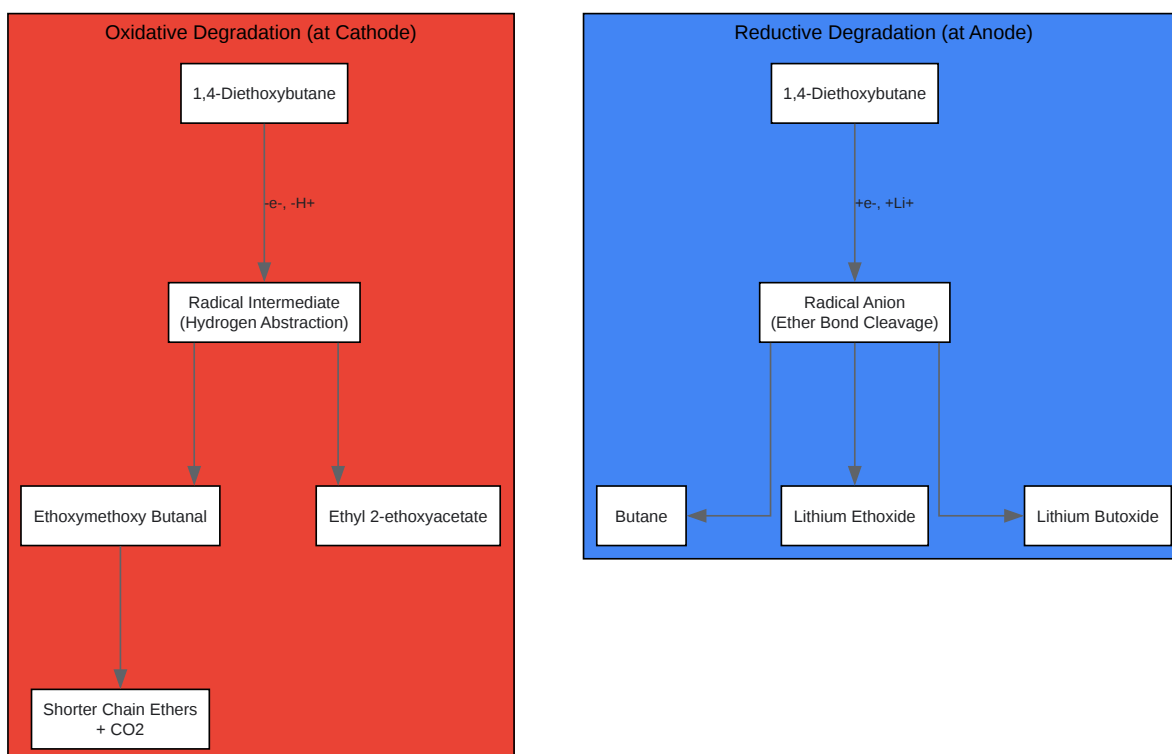 Oxidative Degradation (at Cathode)
1,4-Diethoxybutane
-e-, -H+
Radical Intermediate
(Hydrogen Abstraction)
Ethoxymethoxy Butanal
Ethyl 2-ethoxyacetate
Shorter Chain Ethers
+ CO2
Reductive Degradation (at Anode)
1,4-Diethoxybutane
+e-, +Li+
Radical Anion
(Ether Bond Cleavage)
Butane
Lithium Ethoxide
Lithium Butoxide